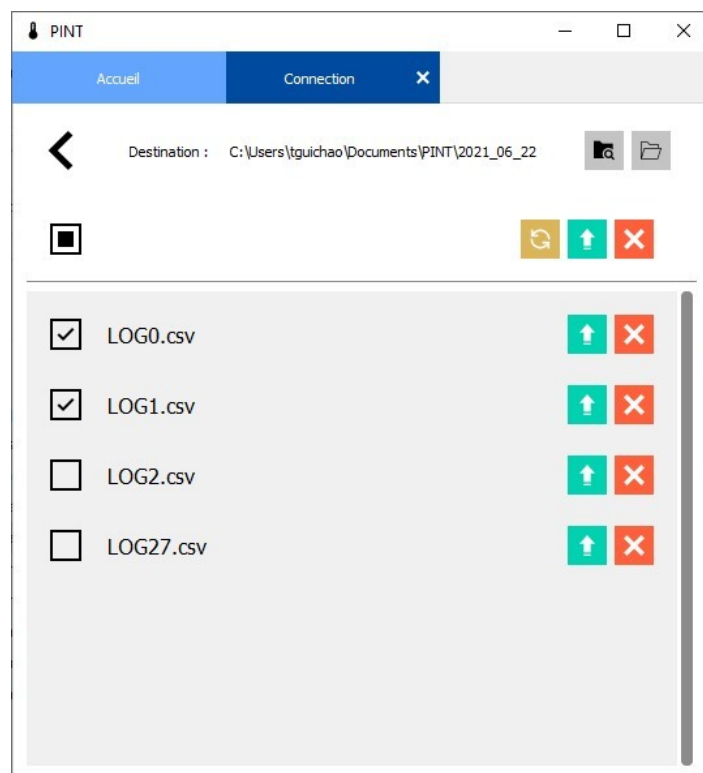 PINT
Accueil Connection
Destination : C:\Users\tguichao\Documents\PINT\2021_06_22
LOG0.csv
LOG1.csv
LOG2.csv
LOG27.csv